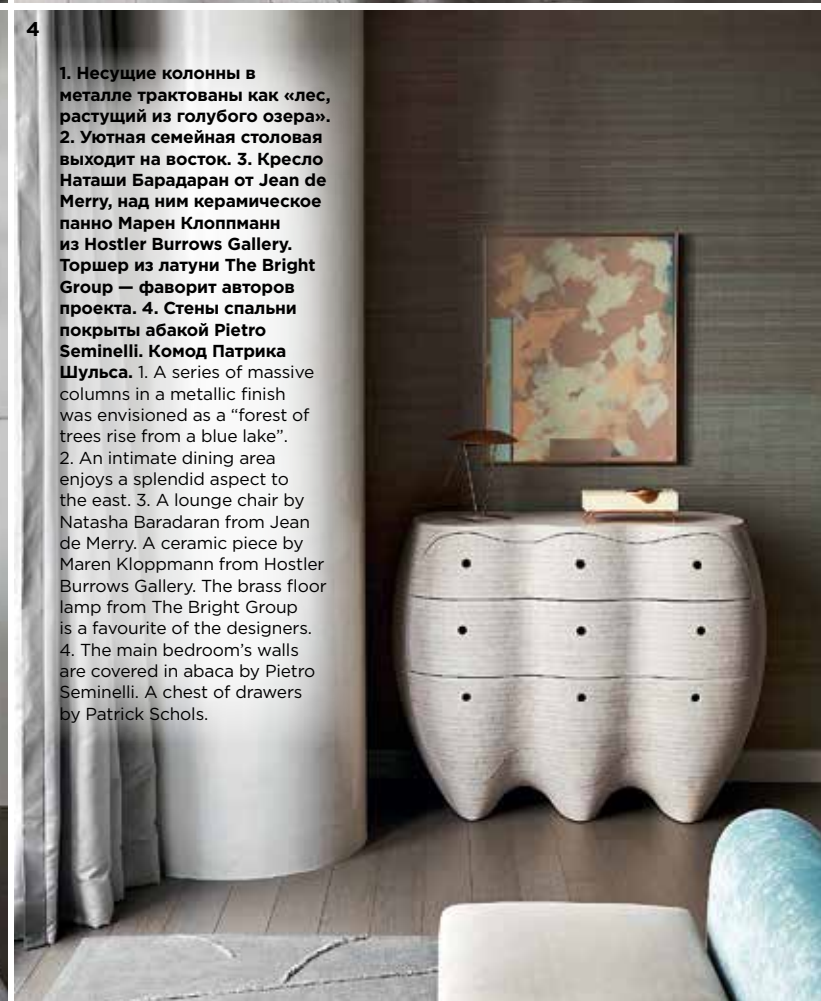 4
1. Несущие колонны в
металле трактованы как «лес,
растущий из голубого озера».
2. Уютная семейная столовая
выходит на восток. 3. Кресло
Наташи Барадаран от Jean de
Merry, над ним керамическое
панно Марен Клоппманн
из Hostler Burrows Gallery.
Торшер из латуни The Bright
Group — фаворит авторов
проекта. 4. Стены спальни
покрыты абакой Pietro
Seminelli. Комод Патрика
Шульса. 1. A series of massive
columns in a metallic finish
was envisioned as a “forest of
trees rise from a blue lake”.
2. An intimate dining area
enjoys a splendid aspect to
the east. 3. A lounge chair by
Natasha Baradaran from Jean
de Merry. A ceramic piece by
Maren Kloppmann from Hostler
Burrows Gallery. The brass floor
lamp from The Bright Group
is a favourite of the designers.
4. The main bedroom’s walls
are covered in abaca by Pietro
Seminelli. A chest of drawers
by Patrick Schols.